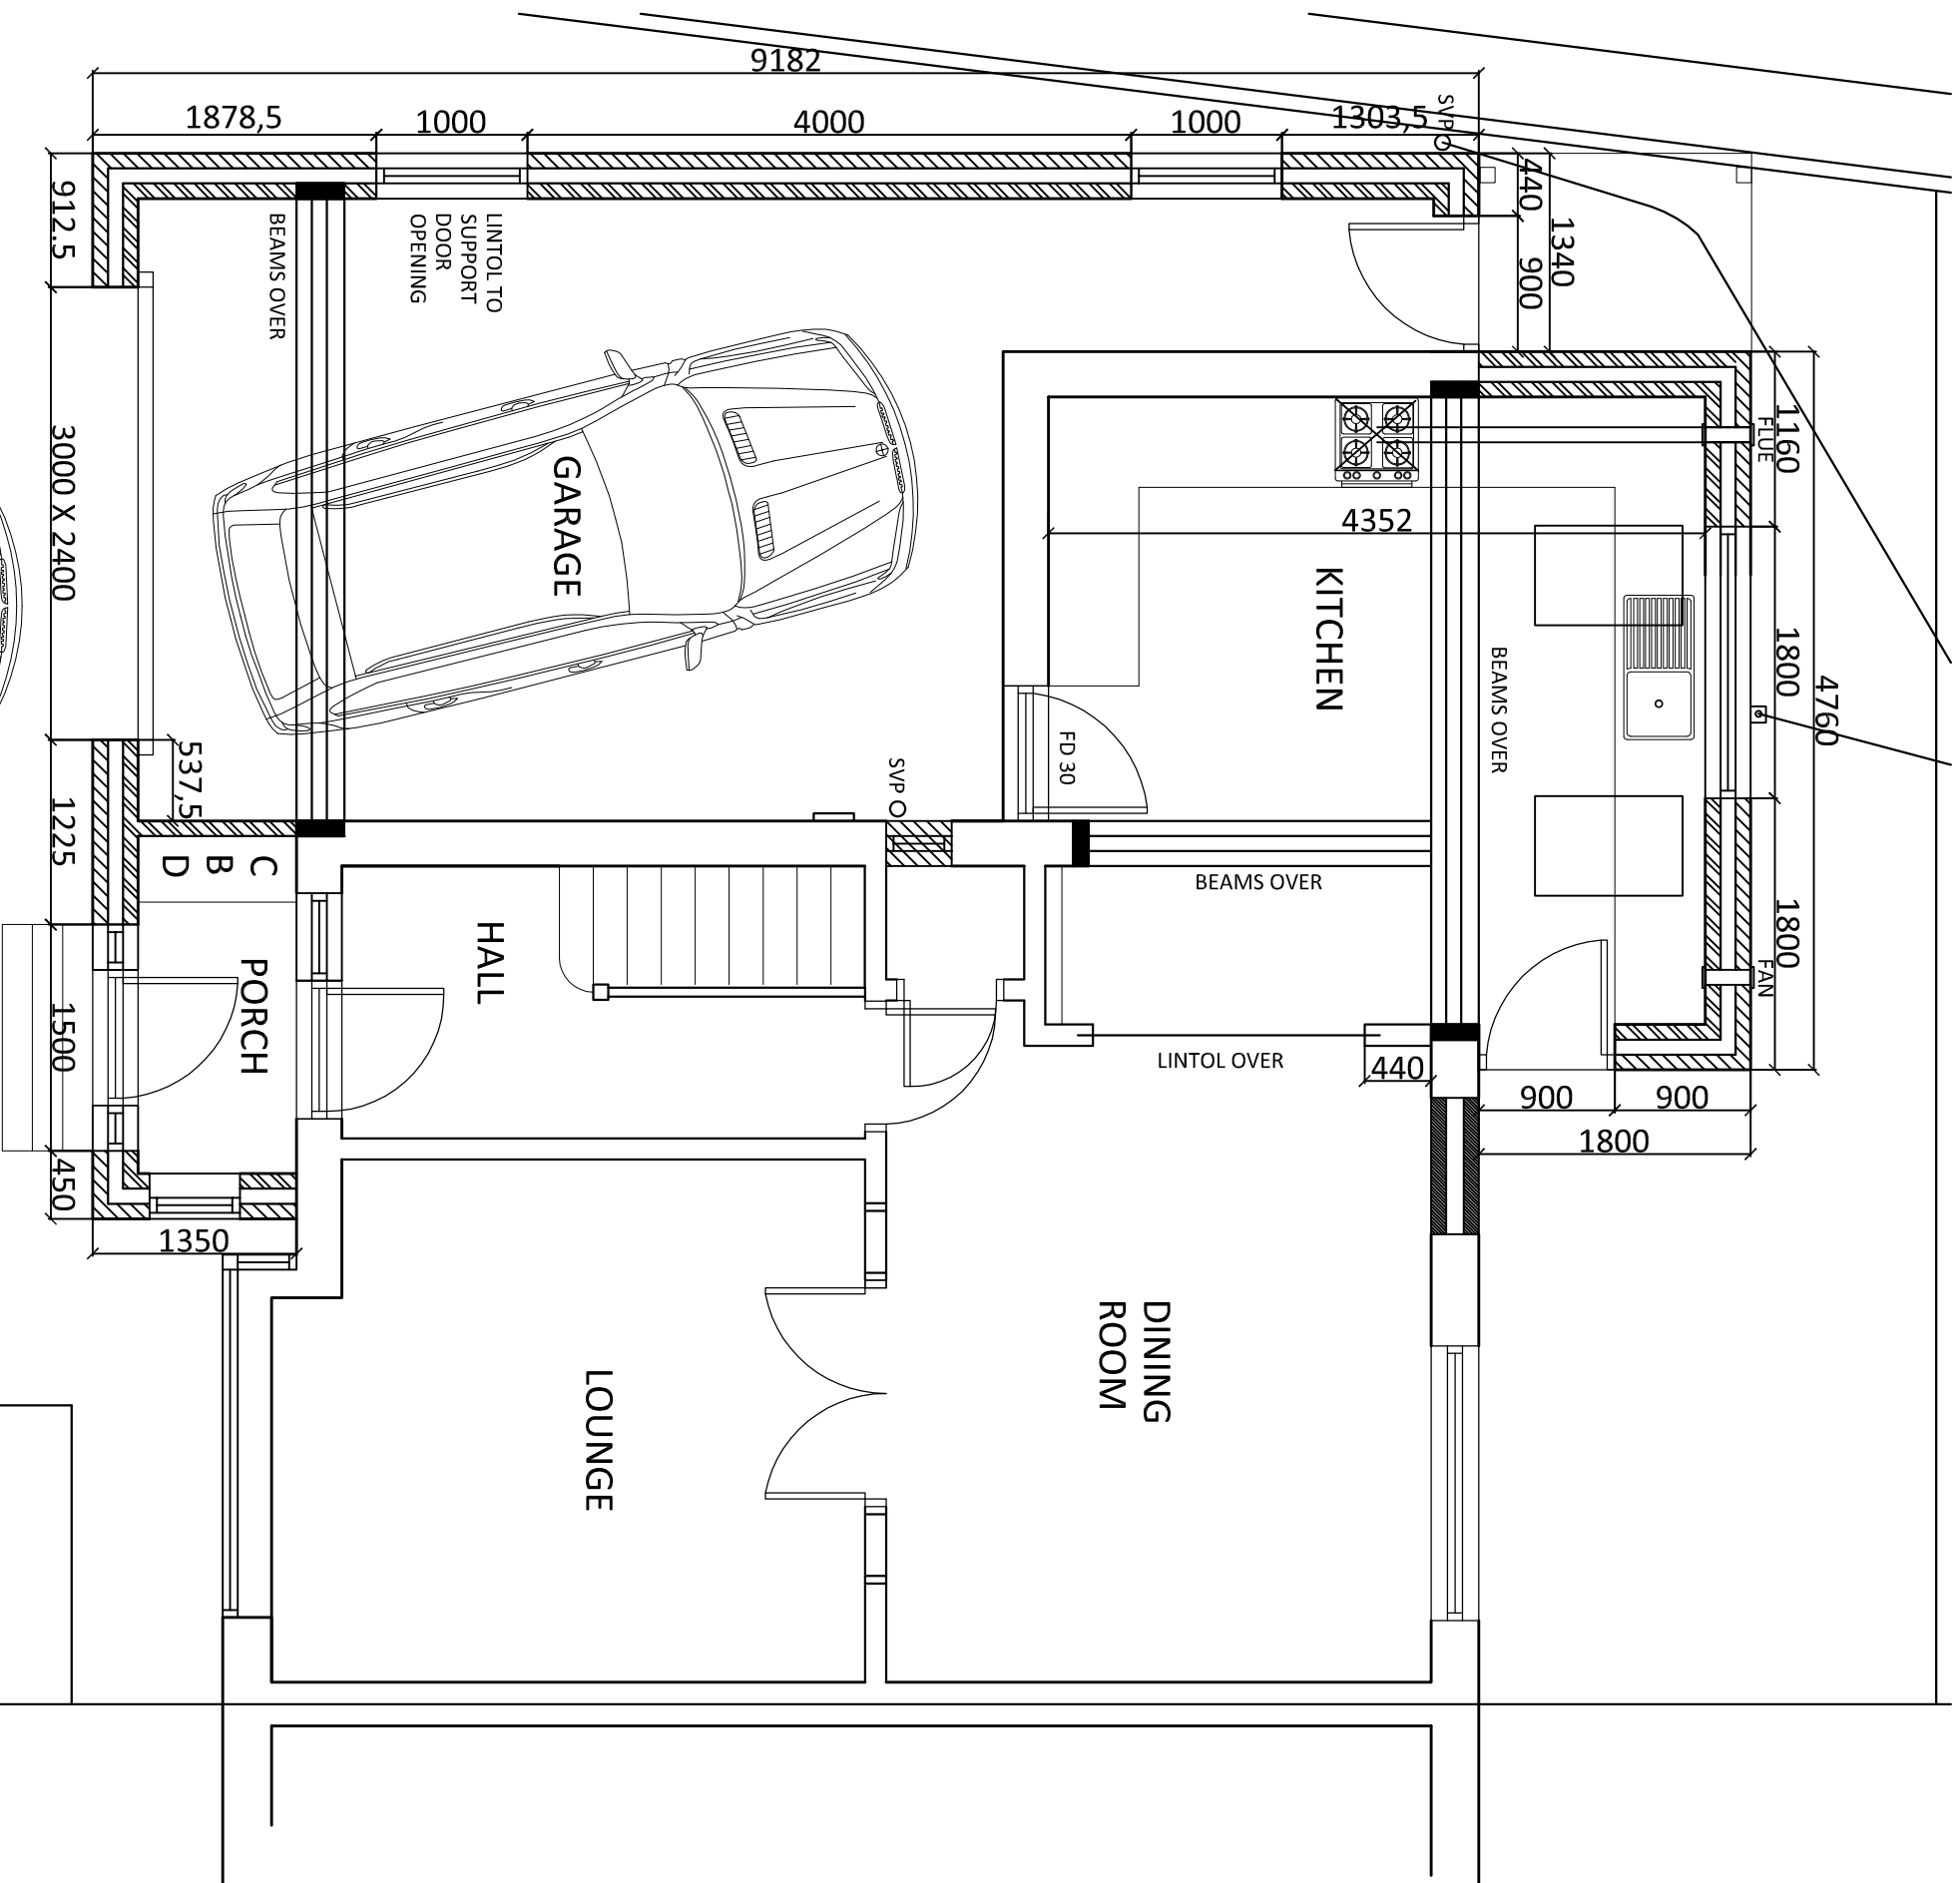 9182
1878,5
1000
4000
1000
1303,5
SVP
440
1340
900
912.5
BEAMS OVER
LINTOL TO
SUPPORT
DOOR
OPENING
3000 X 2400
GARAGE
1160
FLUE
4352
KITCHEN
1800
4760
BEAMS OVER
FD 30
SVP
537,5
1225
C
B
D
BEAMS OVER
HALL
1800
FAN
PORCH
1500
LINTOL OVER
440
900
900
1800
450
1350
DINING
ROOM
LOUNGE